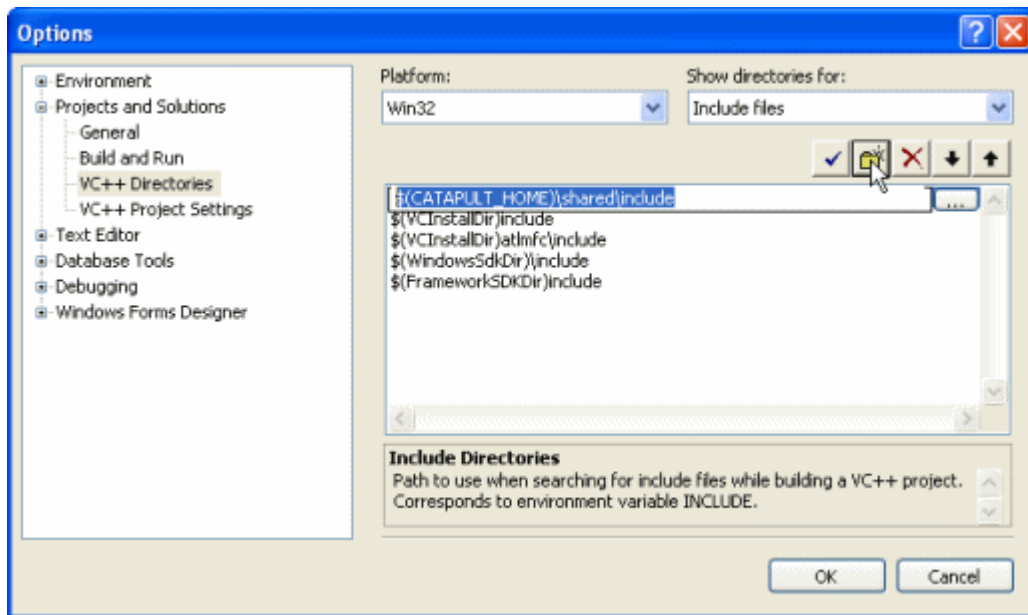 Options
Environment
Projects and Solutions
General
Build and Run
VC++ Directories
VC++ Project Settings
Text Editor
Database Tools
Debugging
Windows Forms Designer
Platform:
Win32
Show directories for:
Include files
$(CATAPULT_HOME)\shared\include
...
$(VCInstallDir)include
$(VCInstallDir)atlmfc\include
$(WindowsSdkDir)\include
$(FrameworkSDKDir)include
Include Directories
Path to use when searching for include files while building a VC++ project.
Corresponds to environment variable INCLUDE.
OK
Cancel